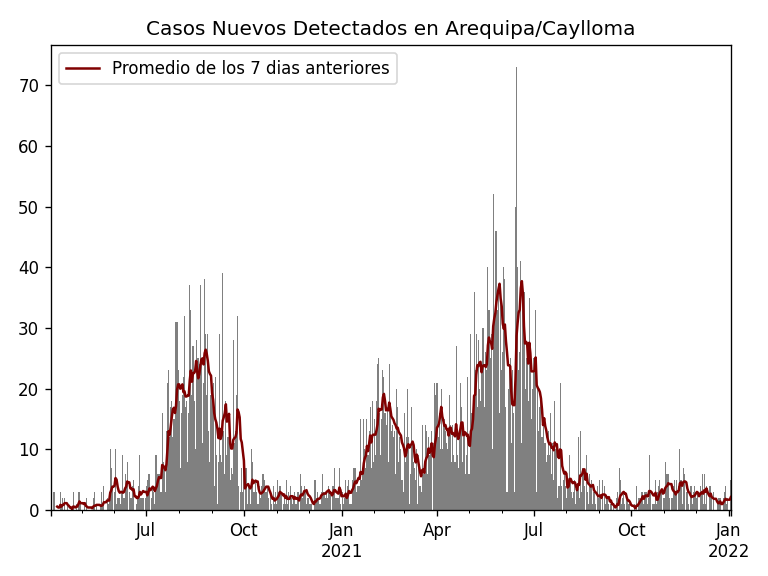 Casos Nuevos Detectados en Arequipa/Caylloma
Promedio de los 7 dias anteriores
70
60
50
40
30
20
10
0
Jul
Oct
Jan
2021
Apr
Jul
Oct
Jan
2022